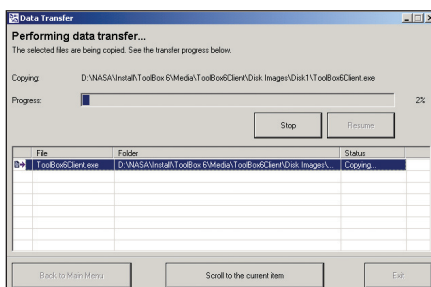 Data Transfer
Performing data transfer...
The selected files are being copied. See the transfer progress below.
Copying: D:\NASA\Install\ToolBox 6\Media\ToolBox6Client\Disk Images\Disk1\ToolBox6Client.exe
Progress: 2%
Stop Resume
File Folder Status
ToolBox6Client.exe D:\NASA\Install\ToolBox 6\Media\ToolBox6Client\Disk Images\... Copying...
Back to Main Menu Scroll to the current item Exit